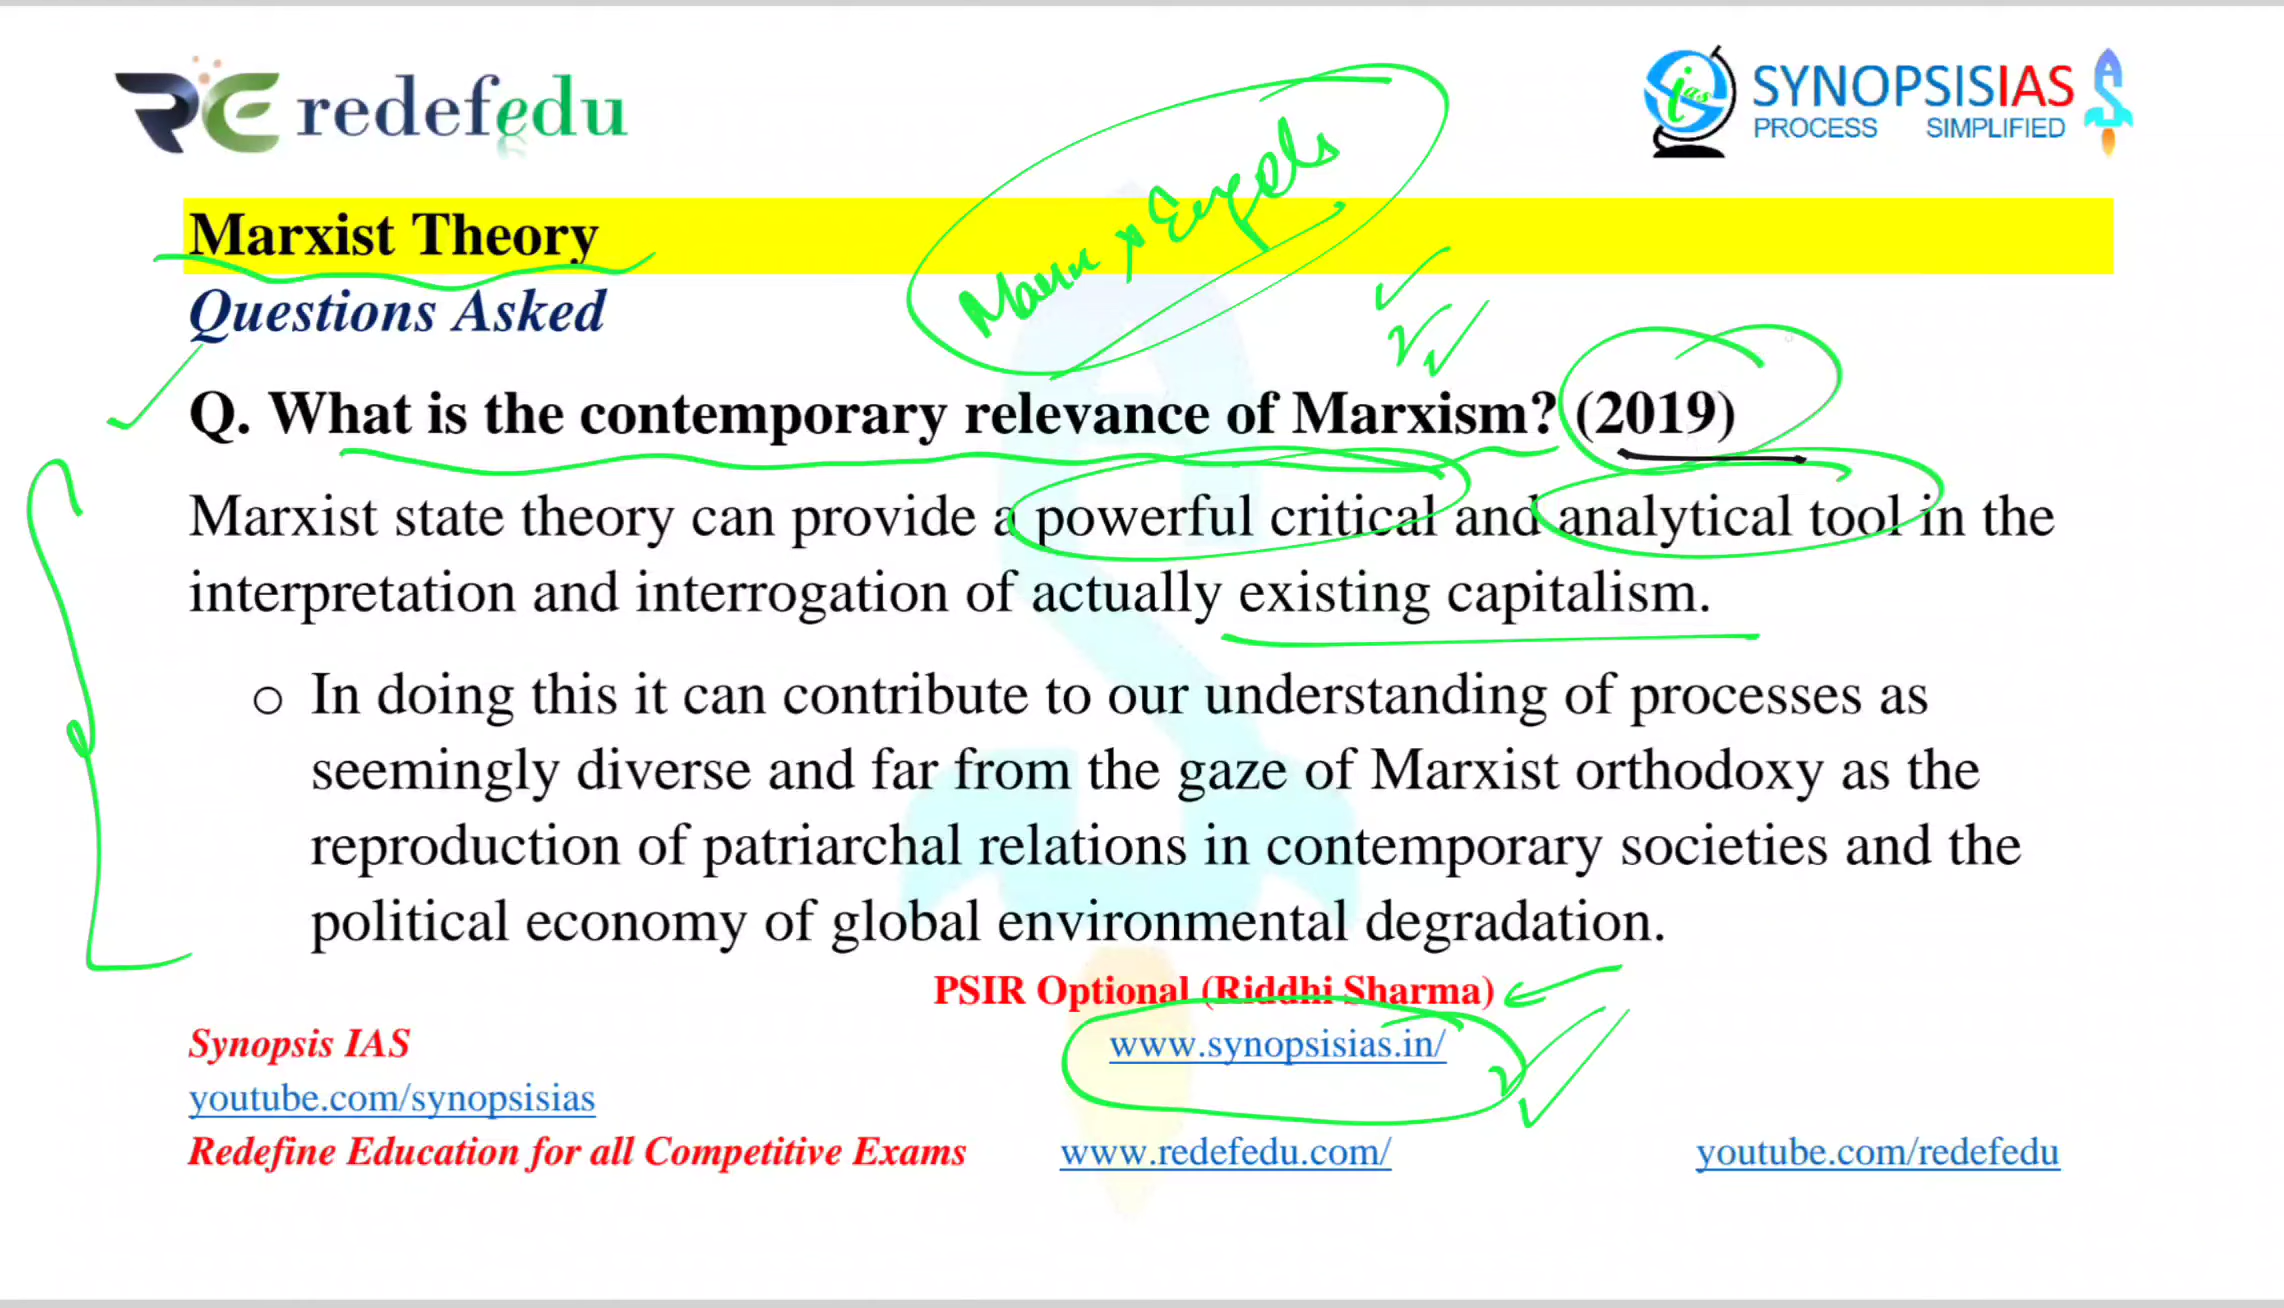 redefedu
ias
SYNOPSISIAS
PROCESS SIMPLIFIED
Marx & Engels
Marxist Theory
Questions Asked
Q. What is the contemporary relevance of Marxism? (2019)
Marxist state theory can provide a powerful critical and analytical tool in the
interpretation and interrogation of actually existing capitalism.
o In doing this it can contribute to our understanding of processes as
seemingly diverse and far from the gaze of Marxist orthodoxy as the
reproduction of patriarchal relations in contemporary societies and the
political economy of global environmental degradation.
PSIR Optional (Riddhi Sharma)
Synopsis IAS www.synopsisias.in/
youtube.com/synopsisias
Redefine Education for all Competitive Exams www.redefedu.com/ youtube.com/redefedu